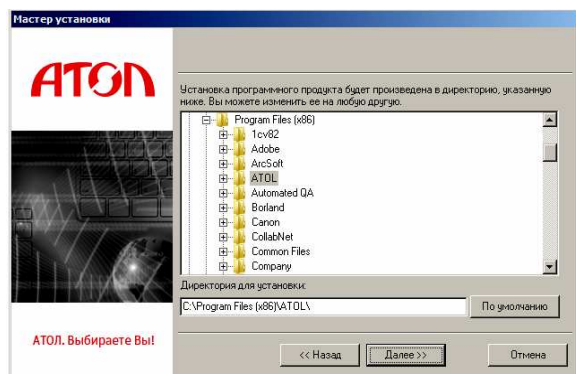 Мастер установки
АТОЛ
Установка программного продукта будет произведена в директорию, указанную
ниже. Вы можете изменить ее на любую другую.
Program Files (x86)
1cv82
Adobe
ArcSoft
ATOL
Automated QA
Borland
Canon
CollabNet
Common Files
Company
Директория для установки:
C:\Program Files (x86)\ATOL\
По умолчанию
АТОЛ. Выбираете Вы!
<< Назад
Далее >>
Отмена